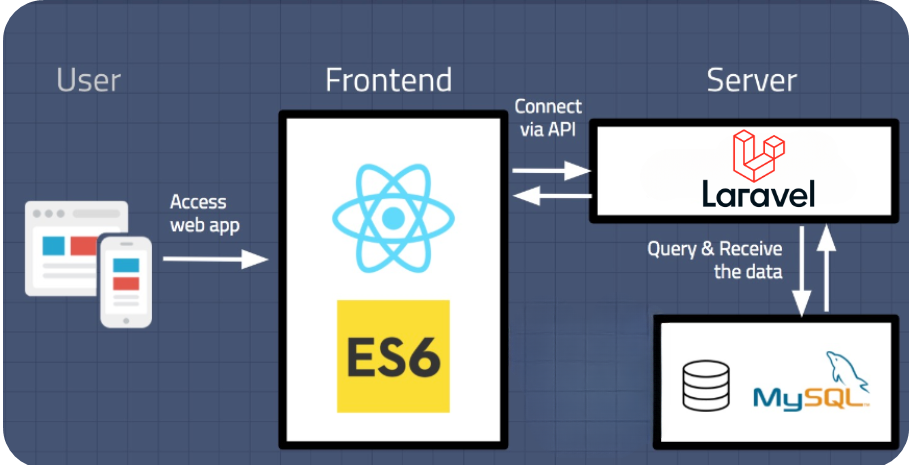 User
Frontend
Server
Connect
via API
Laravel
Access
web app
Query & Receive
the data
ES6
MySQL